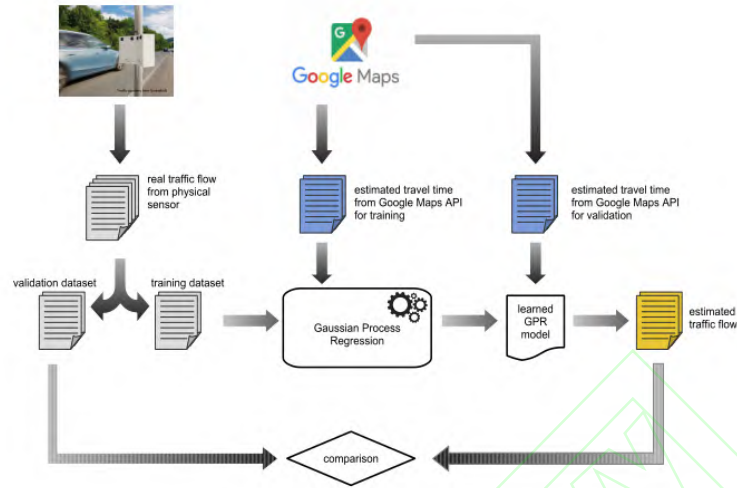 Google Maps
real traffic flow
from physical
sensor
estimated travel time
from Google Maps API
for training
estimated travel time
from Google Maps API
for validation
validation dataset
training dataset
Gaussian Process
Regression
learned
GPR
model
estimated
traffic flow
comparison